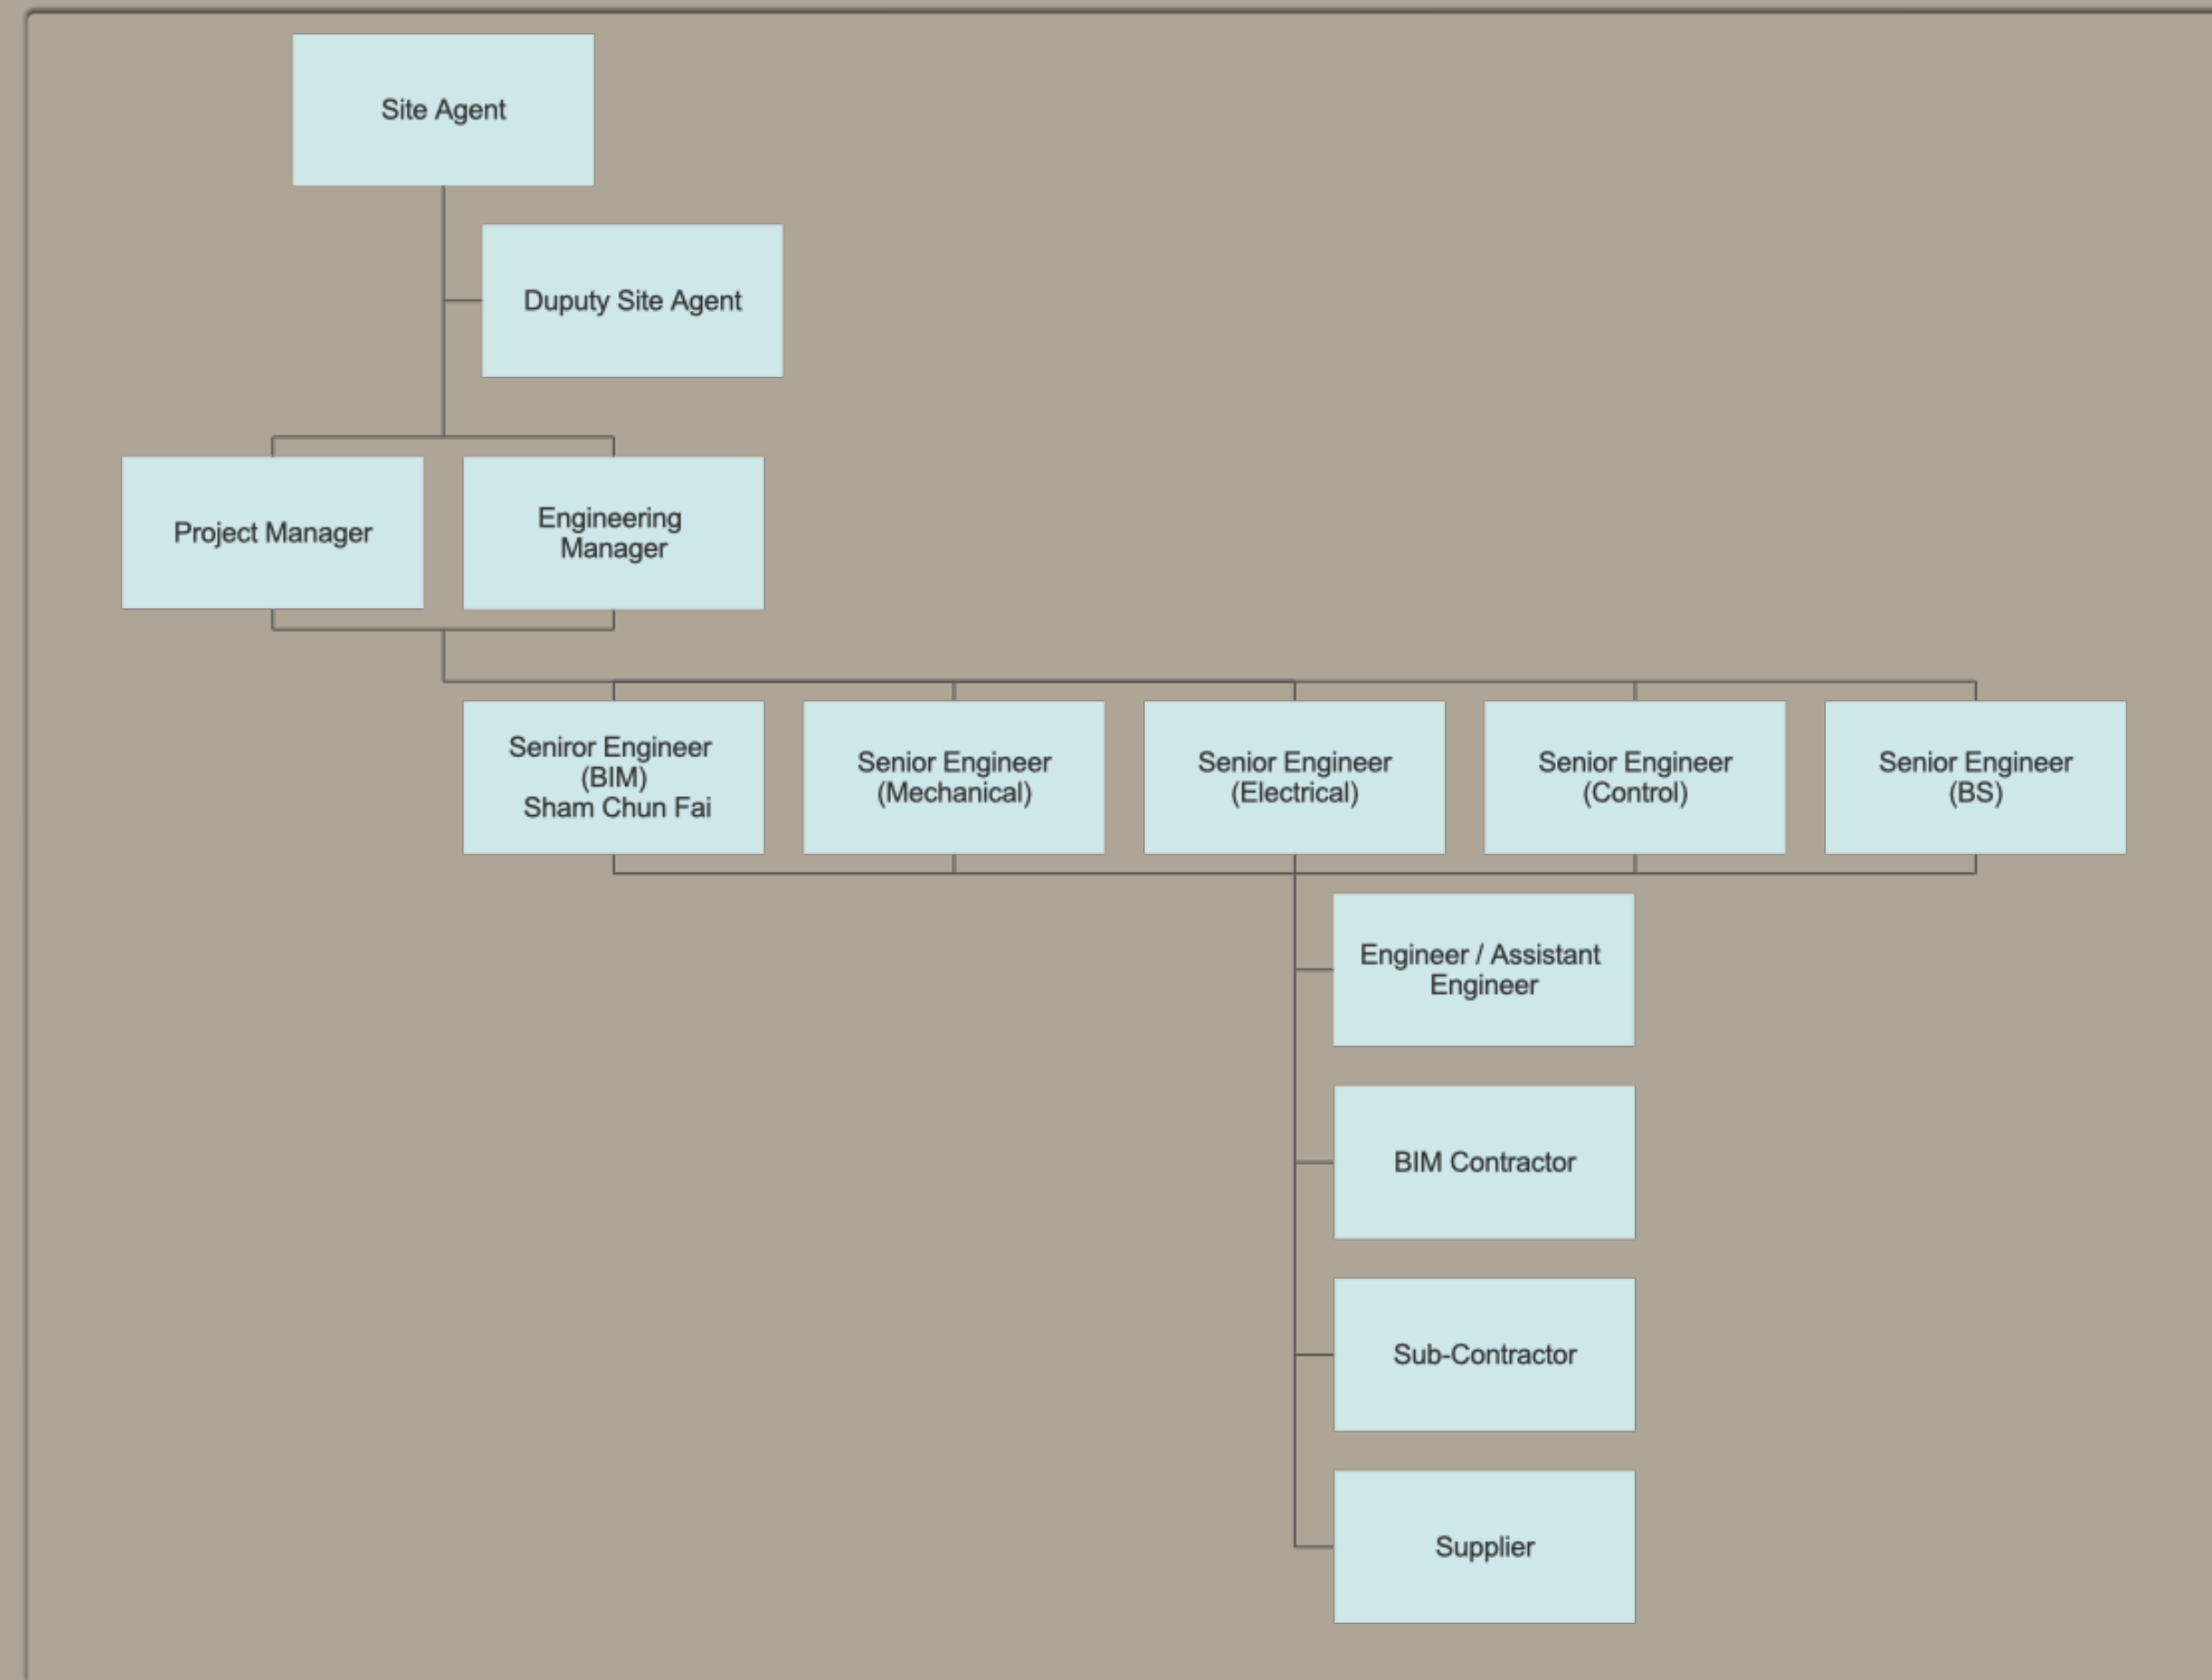 Site Agent
Duputy Site Agent
Project Manager
Engineering
Manager
Seniror Engineer
(BIM)
Sham Chun Fai
Senior Engineer
(Mechanical)
Senior Engineer
(Electrical)
Senior Engineer
(Control)
Senior Engineer
(BS)
Engineer / Assistant
Engineer
BIM Contractor
Sub-Contractor
Supplier